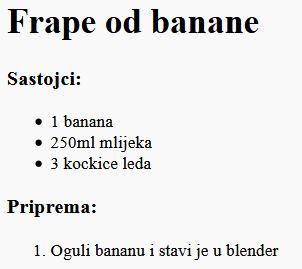 Frape od banane
Sastojci:
• 1 banana
• 250ml mlijeka
• 3 kockice leda
Priprema:
1. Oguli bananu i stavi je u blender